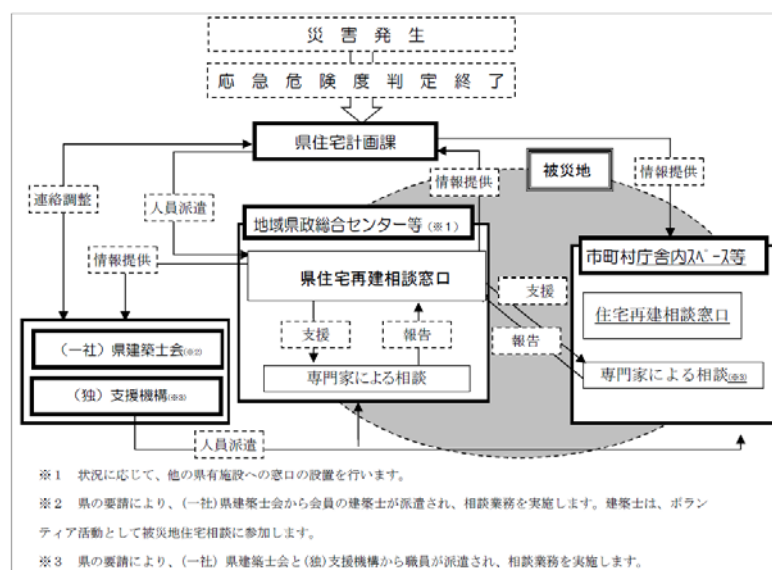 災害発生
応急危険度判定終了
県住宅計画課
被災地
情報提供
情報提供
連絡調整
人員派遣
地域県政総合センター等(※1)
情報提供
県住宅再建相談窓口
市町村庁舎内スペース等
支援
住宅再建相談窓口
支援
報告
報告
(一社)県建築士会(※2)
専門家による相談
専門家による相談(※3)
(独)支援機構(※3)
人員派遣
※1 状況に応じて、他の県有施設への窓口の設置を行います。
※2 県の要請により、(一社)県建築士会から会員の建築士が派遣され、相談業務を実施します。建築士は、ボラン
ティア活動として被災地住宅相談に参加します。
※3 県の要請により、(一社) 県建築士会と(独)支援機構から職員が派遣され、相談業務を実施します。